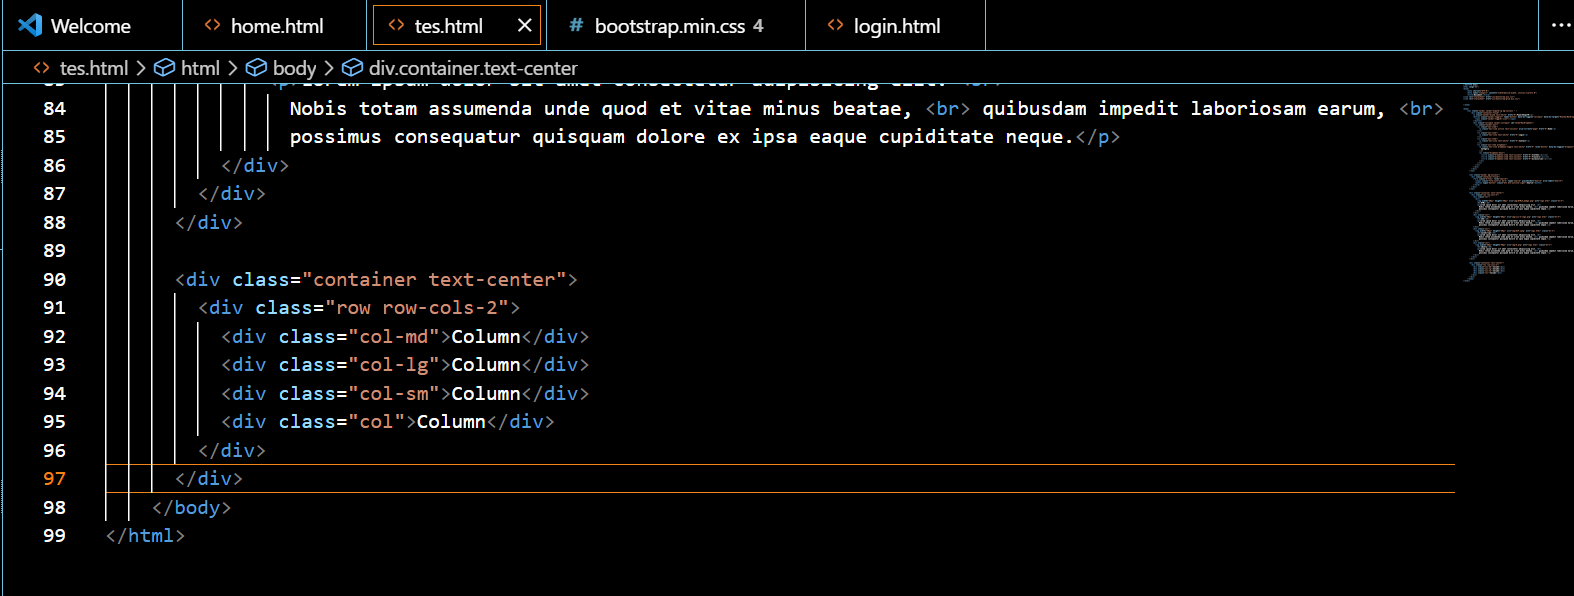 Welcome
home.html
tes.html
# bootstrap.min.css 4
login.html
...
tes.html > html > body > div.container.text-center
84 Nobis totam assumenda unde quod et vitae minus beatae, <br> quibusdam impedit laboriosam earum, <br>
85 possimus consequatur quisquam dolore ex ipsa eaque cupiditate neque.</p>
86 </div>
87 </div>
88 </div>
89
90 <div class="container text-center">
91 <div class="row row-cols-2">
92 <div class="col-md">Column</div>
93 <div class="col-lg">Column</div>
94 <div class="col-sm">Column</div>
95 <div class="col">Column</div>
96 </div>
97 </div>
98 </body>
99 </html>